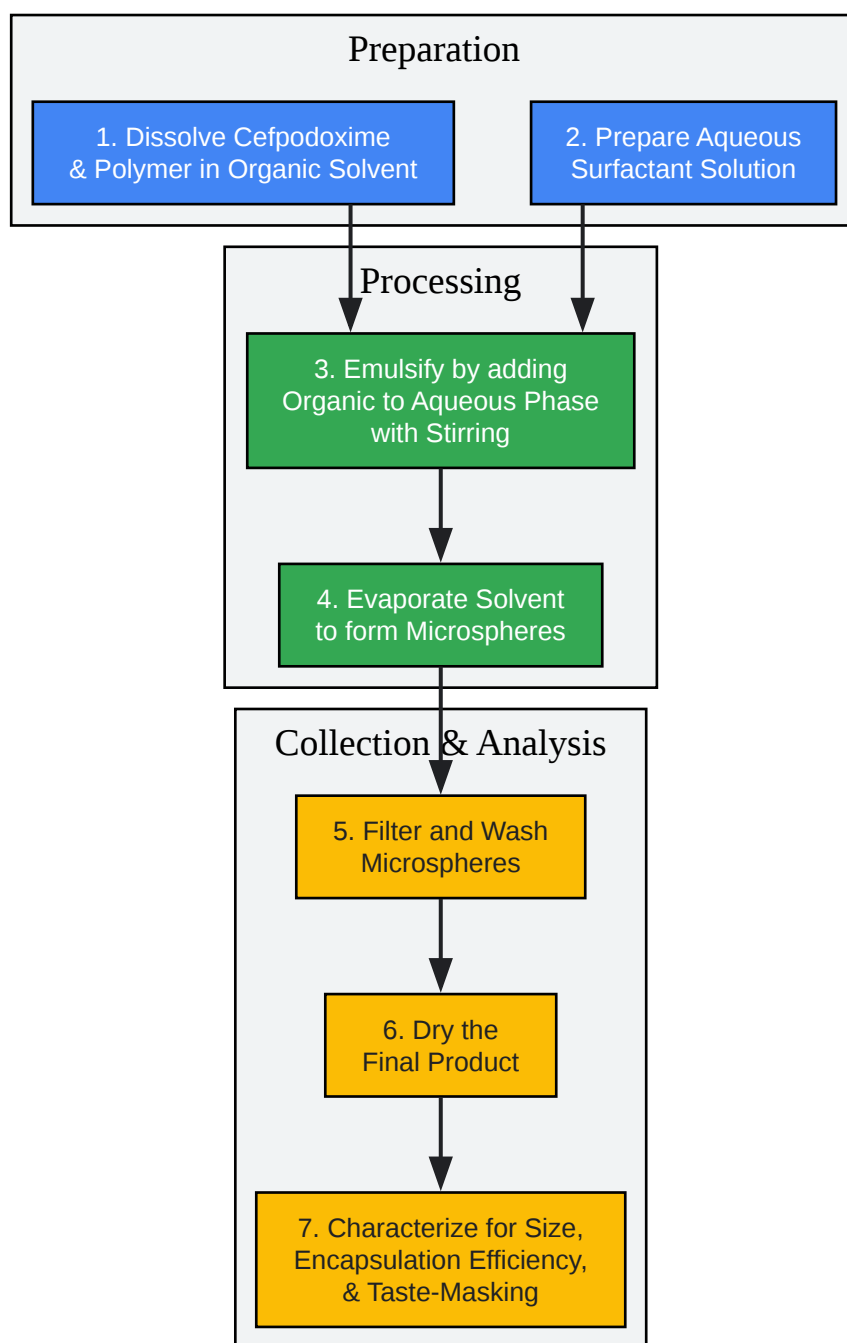 Preparation
1. Dissolve Cefpodoxime
& Polymer in Organic Solvent
2. Prepare Aqueous
Surfactant Solution
Processing
3. Emulsify by adding
Organic to Aqueous Phase
with Stirring
4. Evaporate Solvent
to form Microspheres
Collection & Analysis
5. Filter and Wash
Microspheres
6. Dry the
Final Product
7. Characterize for Size,
Encapsulation Efficiency,
& Taste-Masking